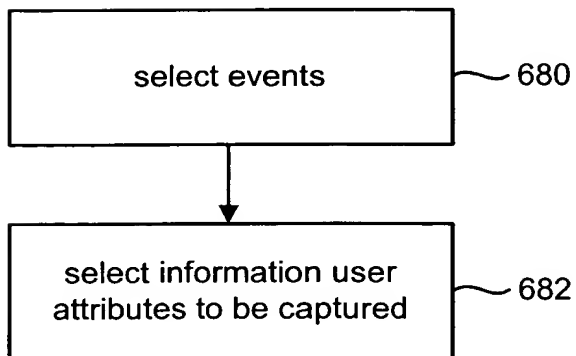 select events
680
select information user
attributes to be captured
682